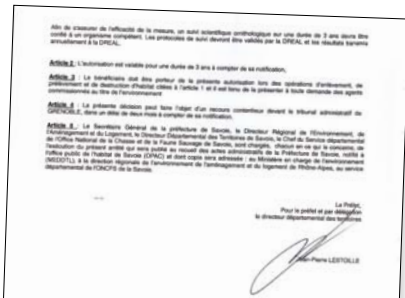 Afin de s'assurer de l'efficacité de la mesure, un suivi scientifique ornithologique sur une durée de 3 ans devra être
confié à un organisme compétent. Les protocoles de suivi devront être validés par la DREAL et les résultats transmis
annuellement à la DREAL.
Article 2 : L'autorisation est valable pour une durée de 3 ans à compter de sa notification,
Article 3 : Le bénéficiaire doit être porteur de la présente autorisation lors des opérations d'enlèvement, de
prélèvement et de destruction d'habitat citées à l'article 1 et il est tenu de la présenter à toute demande des agents
commissionnés au titre de l'environnement
Article 4 : La présente décision peut faire l'objet d'un recours contentieux devant le tribunal administratif de
GRENOBLE, dans un délai de deux mois à compter de sa notification.
Article 5 : Le Secrétaire Général de la préfecture de Savoie, le Directeur Régional de l'Environnement, de
l'Aménagement et du Logement, le Directeur Départemental des Territoires de Savoie, le Chef du Service départemental
de l'Office National de la Chasse et de la Faune Sauvage de Savoie, sont chargés, chacun en ce qui le concerne, de
l'exécution du présent arrêté qui sera publié au recueil des actes administratifs de la Préfecture de Savoie, notifié à
l'office public de l'habitat de Savoie (OPAC) et dont copie sera adressée : au Ministère en charge de l'environnement
(MEDDTL), à la direction régionale de l'environnement de l'aménagement et du logement de Rhône-Alpes, au service
départemental de l'ONCFS de la Savoie.
Le Préfet,
Pour le préfet et par délégation
le directeur départemental des territoires
Jean-Pierre LESTOILLE